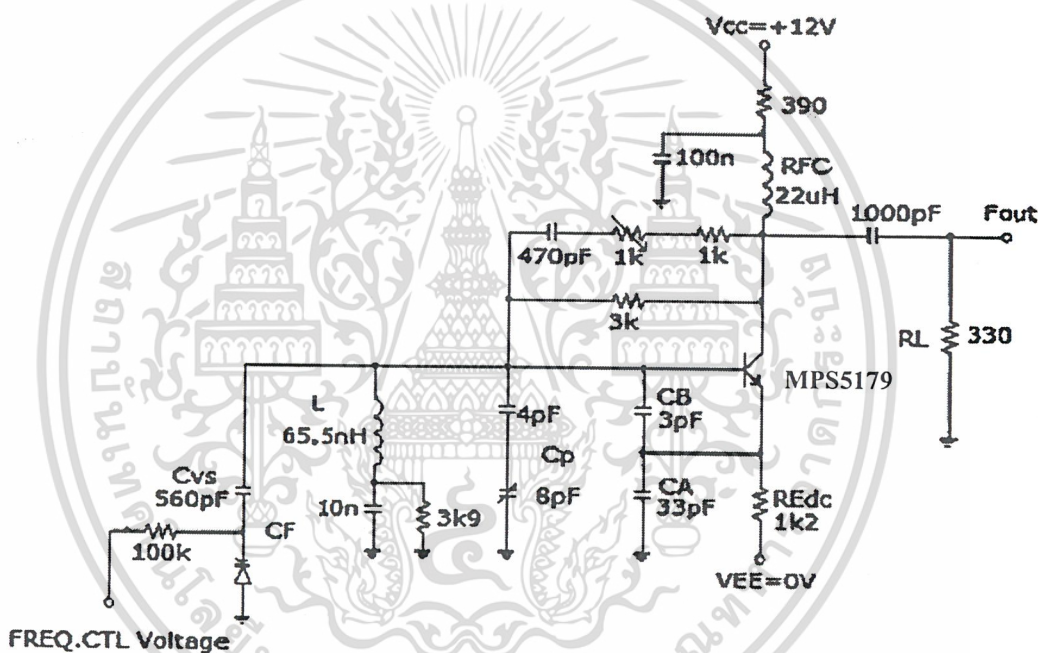 Vcc=+12V
390
100n
RFC
22uH
1000pF
Fout
470pF
1k
1k
3k
RL
330
MPS5179
L
65.5nH
4pF
CB
3pF
Cp
8pF
CA
33pF
REdc
1k2
VEE=0V
Cvs
560pF
CF
10n
3k9
100k
FREQ.CTL Voltage